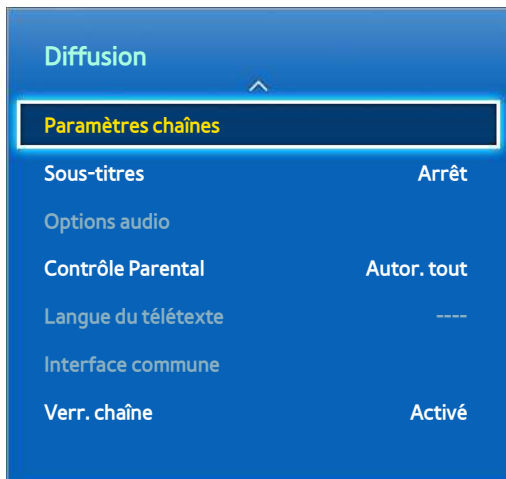 Diffusion
Paramètres chaînes
Sous-titres Arrêt
Options audio
Contrôle Parental Autor. tout
Langue du télétexte ----
Interface commune
Verr. chaîne Activé